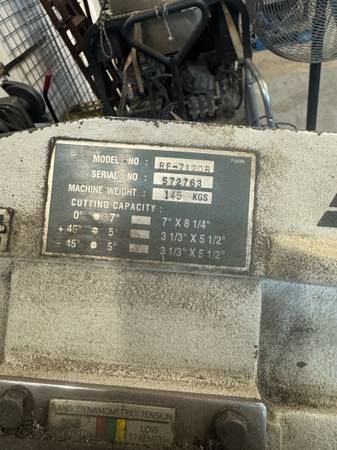 MODEL - NO : RF-712DR
SERIAL - NO : 572763
MACHINE WEIGHT : 145 KGS
CUTTING CAPACITY :
0° 7" 7" X 8 1/4"
+ 45° 5" 3 1/3" X 5 1/2"
- 45° 5" 3 1/3" X 5 1/2"
BAND DYNAMOMETRIC TENSION
LOW
STRENGTH